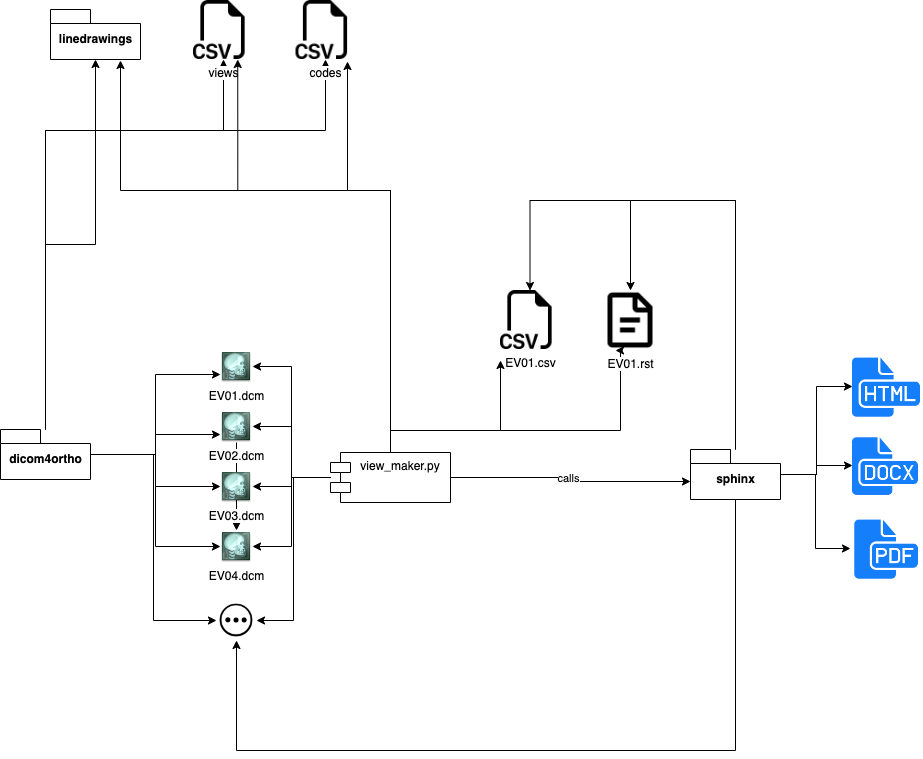 linedrawings
CSV
views
CSV
codes
CSV
EV01.csv
EV01.rst
EV01.dcm
EV02.dcm
EV03.dcm
EV04.dcm
dicom4ortho
view_maker.py
calls
sphinx
HTML
DOCX
PDF